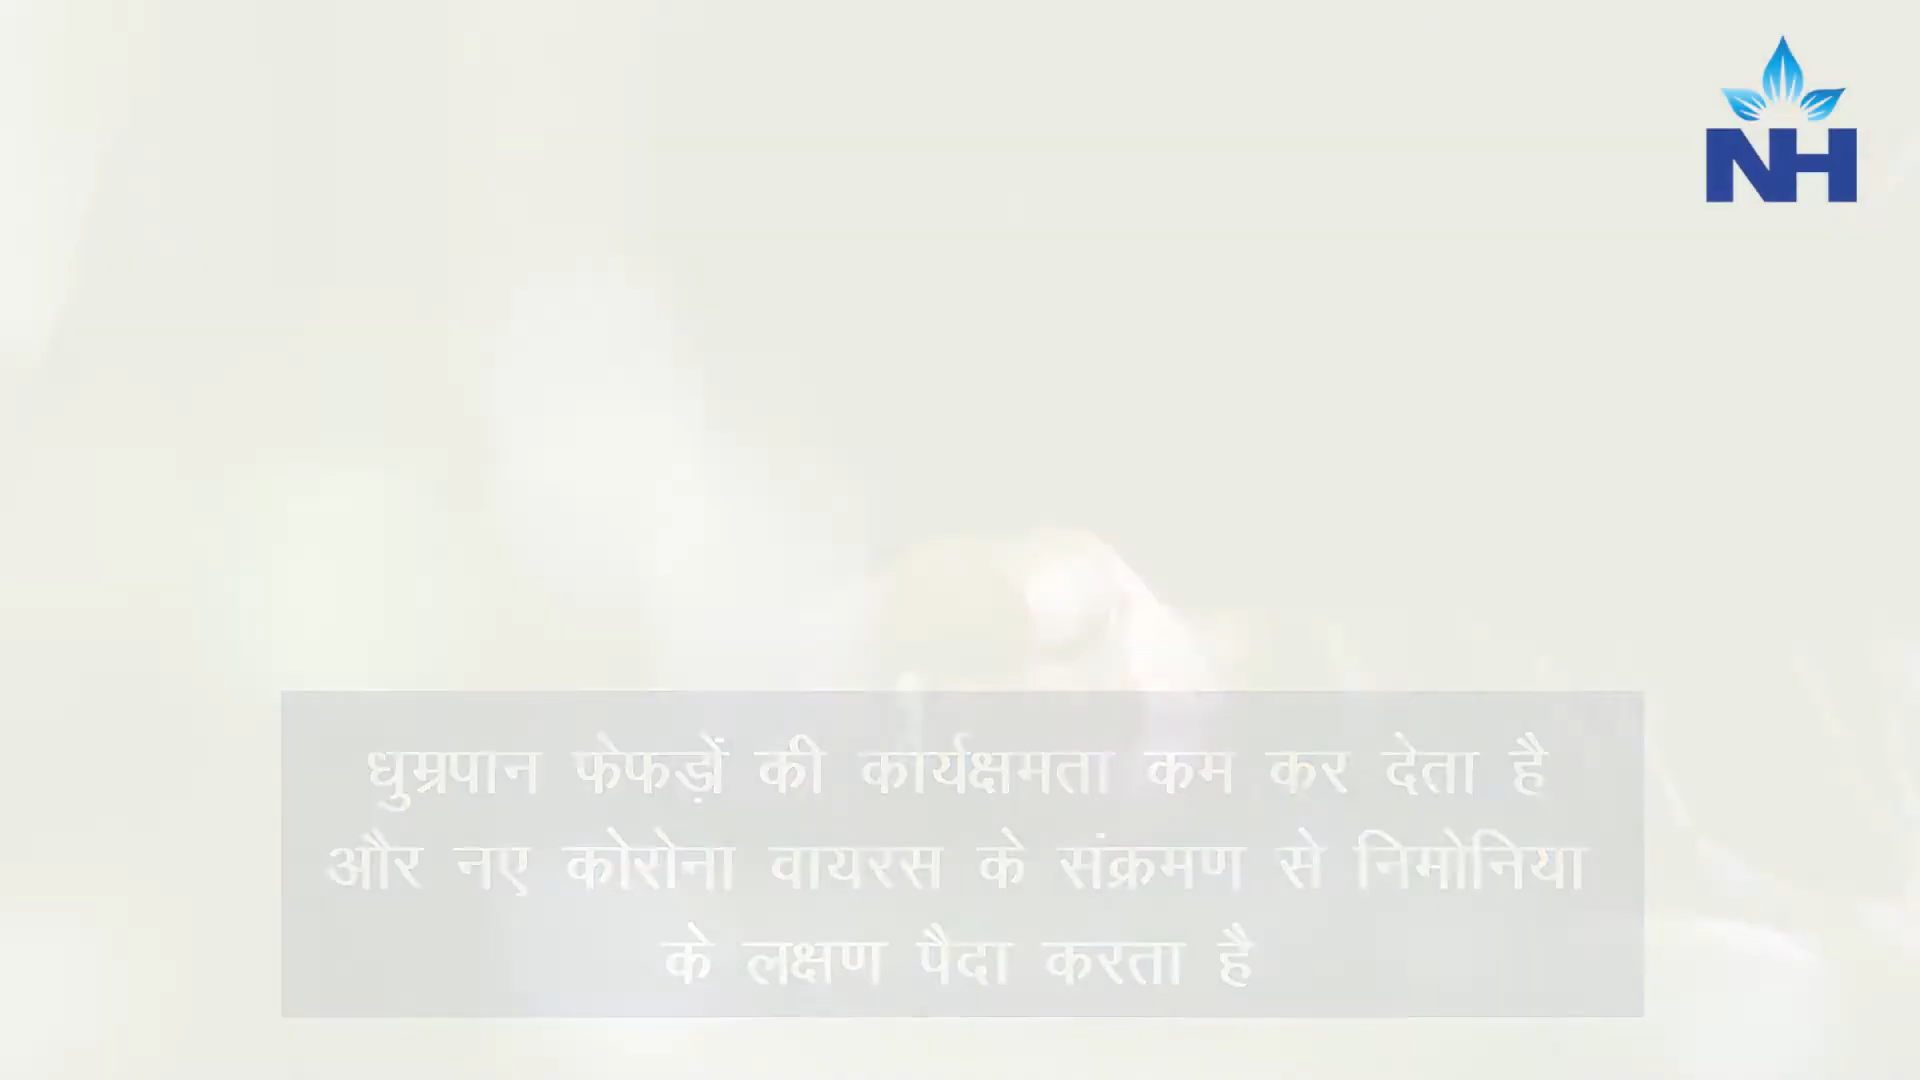 NH
धुम्रपान फेफड़ों की कार्यक्षमता कम कर देता है
और नए कोरोना वायरस के संक्रमण से निमोनिया
के लक्षण पैदा करता है